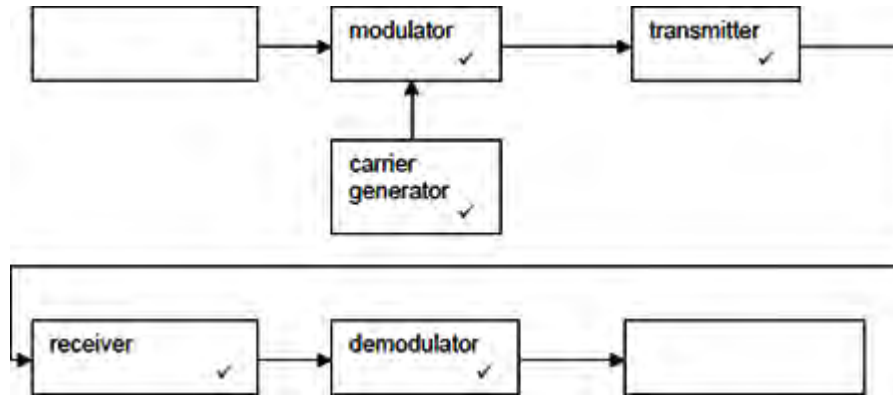 modulator
transmitter
carrier
generator
receiver
demodulator